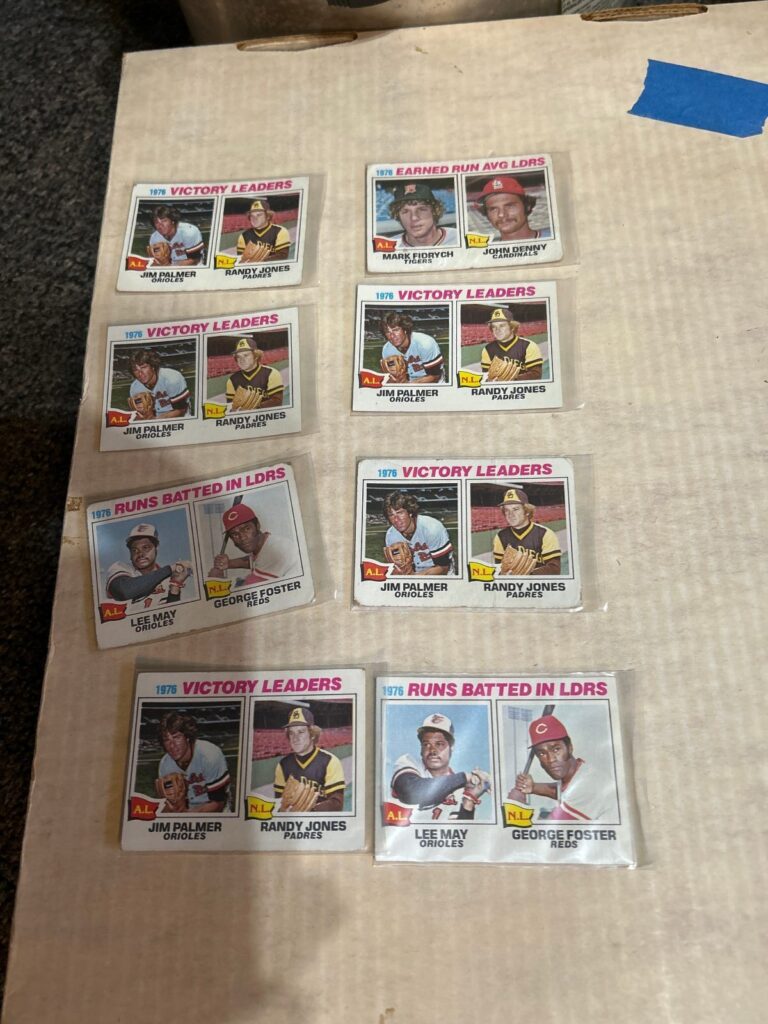 1976 VICTORY LEADERS
A.L. N.L.
JIM PALMER RANDY JONES
ORIOLES PADRES
1976 EARNED RUN AVG LDRS
A.L. N.L.
MARK FIDRYCH JOHN DENNY
TIGERS CARDINALS
1976 VICTORY LEADERS
A.L. N.L.
JIM PALMER RANDY JONES
ORIOLES PADRES
1976 VICTORY LEADERS
A.L. N.L.
JIM PALMER RANDY JONES
ORIOLES PADRES
1976 RUNS BATTED IN LDRS
A.L. N.L.
LEE MAY GEORGE FOSTER
ORIOLES REDS
1976 VICTORY LEADERS
A.L. N.L.
JIM PALMER RANDY JONES
ORIOLES PADRES
1976 VICTORY LEADERS
A.L. N.L.
JIM PALMER RANDY JONES
ORIOLES PADRES
1976 RUNS BATTED IN LDRS
A.L. N.L.
LEE MAY GEORGE FOSTER
ORIOLES REDS